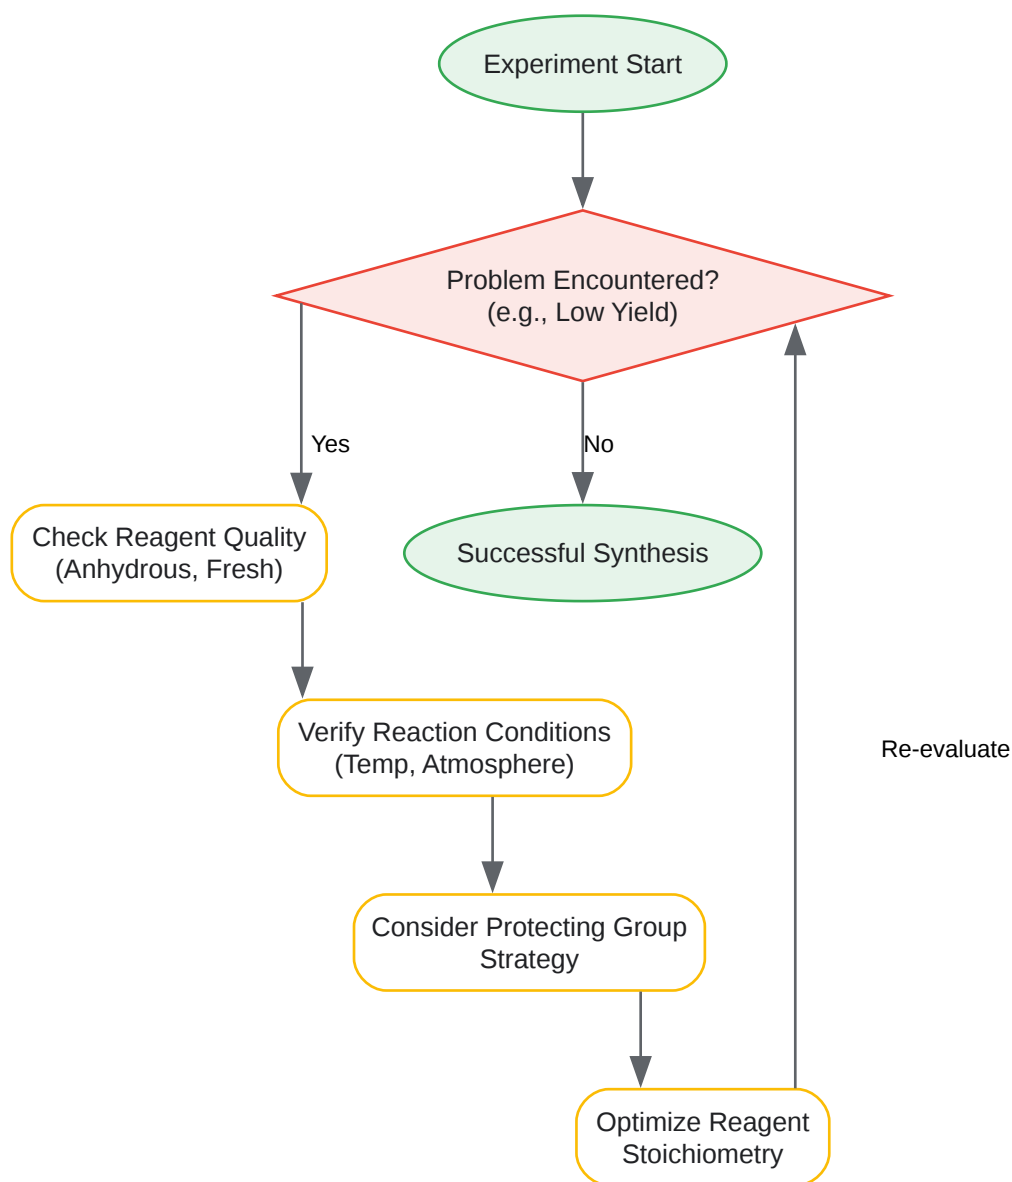 Experiment Start
Problem Encountered?
(e.g., Low Yield)
Yes
No
Check Reagent Quality
(Anhydrous, Fresh)
Successful Synthesis
Verify Reaction Conditions
(Temp, Atmosphere)
Re-evaluate
Consider Protecting Group
Strategy
Optimize Reagent
Stoichiometry